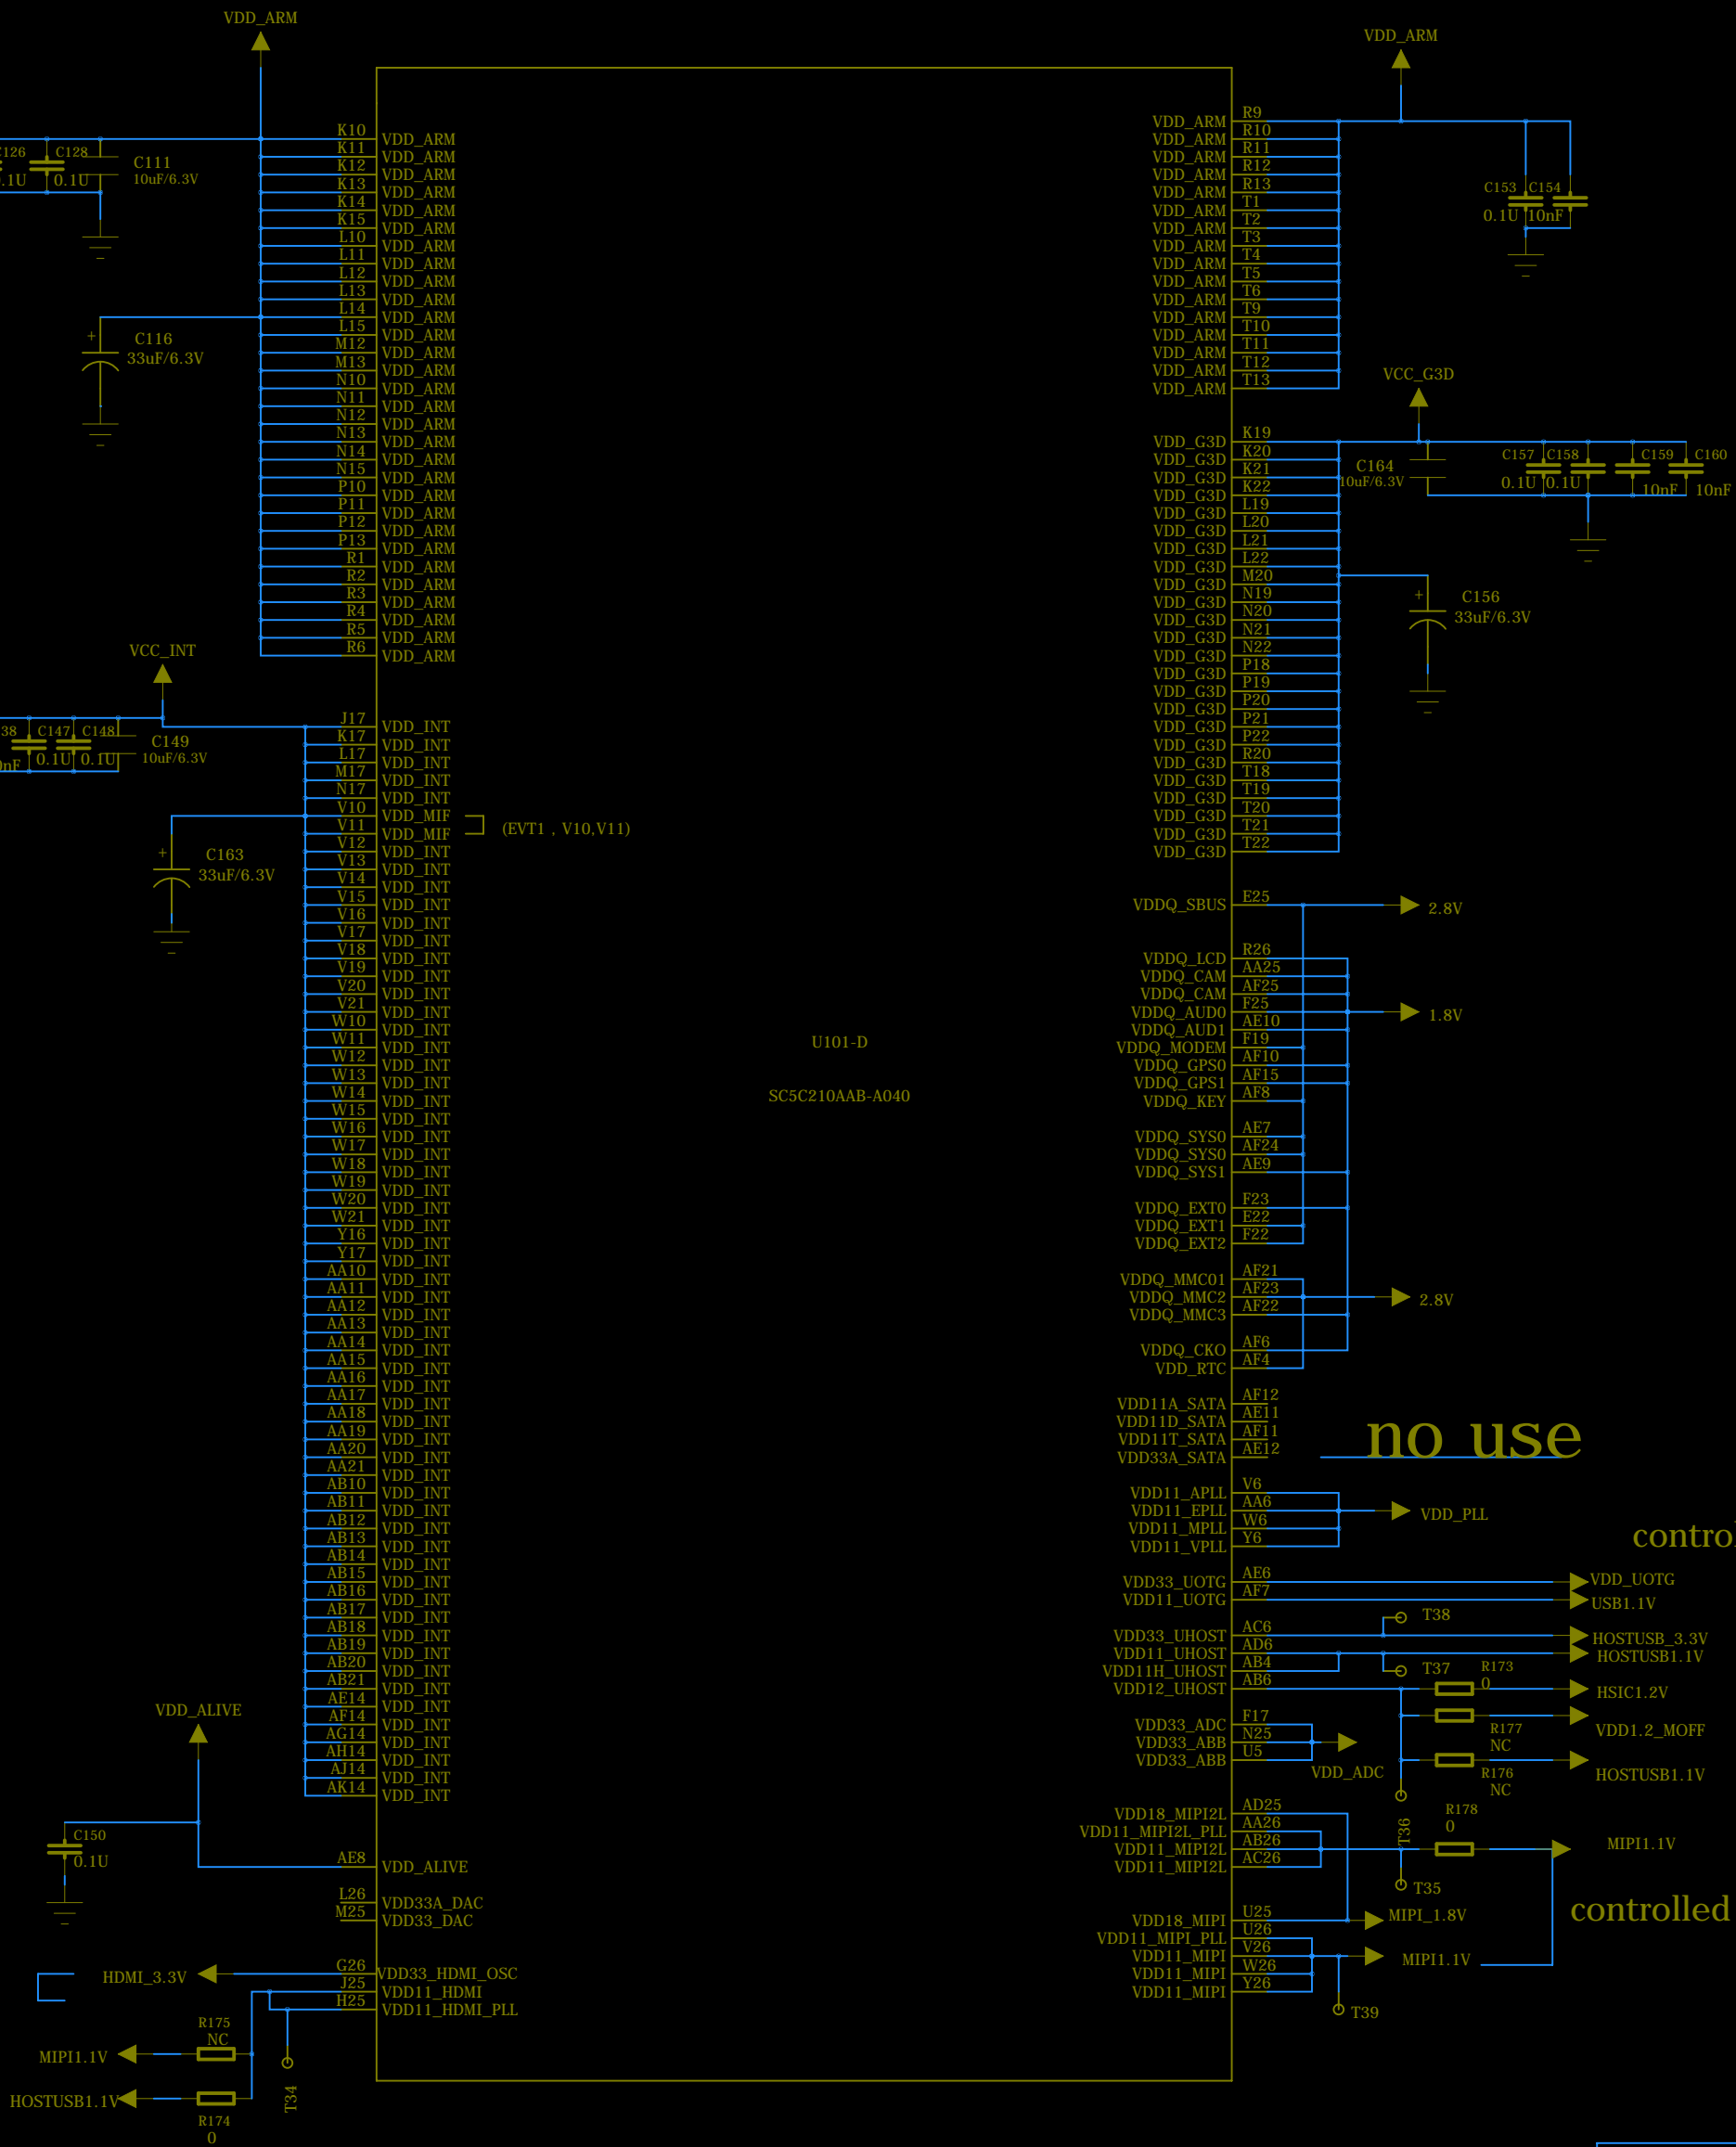 VDD_ARM
VDD_ARM
K10 VDD_ARM
K11 VDD_ARM
K12 VDD_ARM
K13 VDD_ARM
K14 VDD_ARM
K15 VDD_ARM
L10 VDD_ARM
L11 VDD_ARM
L12 VDD_ARM
L13 VDD_ARM
L14 VDD_ARM
L15 VDD_ARM
M12 VDD_ARM
M13 VDD_ARM
N10 VDD_ARM
N11 VDD_ARM
N12 VDD_ARM
N13 VDD_ARM
N14 VDD_ARM
N15 VDD_ARM
P10 VDD_ARM
P11 VDD_ARM
P12 VDD_ARM
P13 VDD_ARM
R1 VDD_ARM
R2 VDD_ARM
R3 VDD_ARM
R4 VDD_ARM
R5 VDD_ARM
R6 VDD_ARM
C128
0.1U
C111
10uF/6.3V
+ C116
33uF/6.3V
VCC_INT
J17 VDD_INT
K17 VDD_INT
L17 VDD_INT
M17 VDD_INT
N17 VDD_INT
V10 VDD_MIF
V11 VDD_MIF
(EVT1 , V10,V11)
V12 VDD_INT
V13 VDD_INT
V14 VDD_INT
V15 VDD_INT
V16 VDD_INT
V17 VDD_INT
V18 VDD_INT
V19 VDD_INT
V20 VDD_INT
V21 VDD_INT
W10 VDD_INT
W11 VDD_INT
W12 VDD_INT
W13 VDD_INT
W14 VDD_INT
W15 VDD_INT
W16 VDD_INT
W17 VDD_INT
W18 VDD_INT
W19 VDD_INT
W20 VDD_INT
W21 VDD_INT
Y16 VDD_INT
Y17 VDD_INT
AA10 VDD_INT
AA11 VDD_INT
AA12 VDD_INT
AA13 VDD_INT
AA14 VDD_INT
AA15 VDD_INT
AA16 VDD_INT
AA17 VDD_INT
AA18 VDD_INT
AA19 VDD_INT
AA20 VDD_INT
AA21 VDD_INT
AB10 VDD_INT
AB11 VDD_INT
AB12 VDD_INT
AB13 VDD_INT
AB14 VDD_INT
AB15 VDD_INT
AB16 VDD_INT
AB17 VDD_INT
AB18 VDD_INT
AB19 VDD_INT
AB20 VDD_INT
AB21 VDD_INT
AE14 VDD_INT
AF14 VDD_INT
AG14 VDD_INT
AH14 VDD_INT
AJ14 VDD_INT
AK14 VDD_INT
C147 C148
0.1U 0.1U
C149
10uF/6.3V
+ C163
33uF/6.3V
VDD_ALIVE
C150
0.1U
AE8 VDD_ALIVE
L26 VDD33A_DAC
M25 VDD33_DAC
HDMI_3.3V
G26 VDD33_HDMI_OSC
J25 VDD11_HDMI
H25 VDD11_HDMI_PLL
R175
NC
MIPI1.1V
HOSTUSB1.1V
R174
0
T34
U101-D
SC5C210AAB-A040
VDD_ARM R9
VDD_ARM R10
VDD_ARM R11
VDD_ARM R12
VDD_ARM R13
VDD_ARM T1
VDD_ARM T2
VDD_ARM T3
VDD_ARM T4
VDD_ARM T5
VDD_ARM T6
VDD_ARM T9
VDD_ARM T10
VDD_ARM T11
VDD_ARM T12
VDD_ARM T13
C153 C154
0.1U 10nF
VCC_G3D
VDD_G3D K19
VDD_G3D K20
VDD_G3D K21
VDD_G3D K22
VDD_G3D L19
VDD_G3D L20
VDD_G3D L21
VDD_G3D L22
VDD_G3D M20
VDD_G3D N19
VDD_G3D N20
VDD_G3D N21
VDD_G3D N22
VDD_G3D P18
VDD_G3D P19
VDD_G3D P20
VDD_G3D P21
VDD_G3D P22
VDD_G3D R20
VDD_G3D T18
VDD_G3D T19
VDD_G3D T20
VDD_G3D T21
VDD_G3D T22
C164
10uF/6.3V
C157 C158 C159 C160
0.1U 0.1U 10nF 10nF
+ C156
33uF/6.3V
VDDQ_SBUS E25 2.8V
VDDQ_LCD R26
VDDQ_CAM AA25
VDDQ_CAM AF25
VDDQ_AUD0 F25 1.8V
VDDQ_AUD1 AE10
VDDQ_MODEM F19
VDDQ_GPS0 AF10
VDDQ_GPS1 AF15
VDDQ_KEY AF8
VDDQ_SYS0 AE7
VDDQ_SYS0 AF24
VDDQ_SYS1 AE9
VDDQ_EXT0 F23
VDDQ_EXT1 E22
VDDQ_EXT2 F22
VDDQ_MMC01 AF21
VDDQ_MMC2 AF23 2.8V
VDDQ_MMC3 AF22
VDDQ_CKO AF6
VDD_RTC AF4
VDD11A_SATA AF12
VDD11D_SATA AE11
VDD11T_SATA AF11
VDD33A_SATA AE12
no use
VDD11_APLL V6
VDD11_EPLL AA6 VDD_PLL
VDD11_MPLL W6
VDD11_VPLL Y6
VDD33_UOTG AE6 VDD_UOTG
VDD11_UOTG AF7 USB1.1V
T38
VDD33_UHOST AC6 HOSTUSB_3.3V
VDD11_UHOST AD6 HOSTUSB1.1V
VDD11H_UHOST AB4 T37 R173
0
VDD12_UHOST AB6 HSIC1.2V
R177
NC
VDD1.2_MOFF
VDD33_ADC F17
VDD33_ABB N25
VDD33_ABB U5
VDD_ADC
R176
NC
HOSTUSB1.1V
T36
R178
0
VDD18_MIPI2L AD25
VDD11_MIPI2L_PLL AA26
VDD11_MIPI2L AB26 MIPI1.1V
VDD11_MIPI2L AC26
T35
controlled
VDD18_MIPI U25 MIPI_1.8V
VDD11_MIPI_PLL U26
VDD11_MIPI V26 MIPI1.1V
VDD11_MIPI W26
VDD11_MIPI Y26
T39